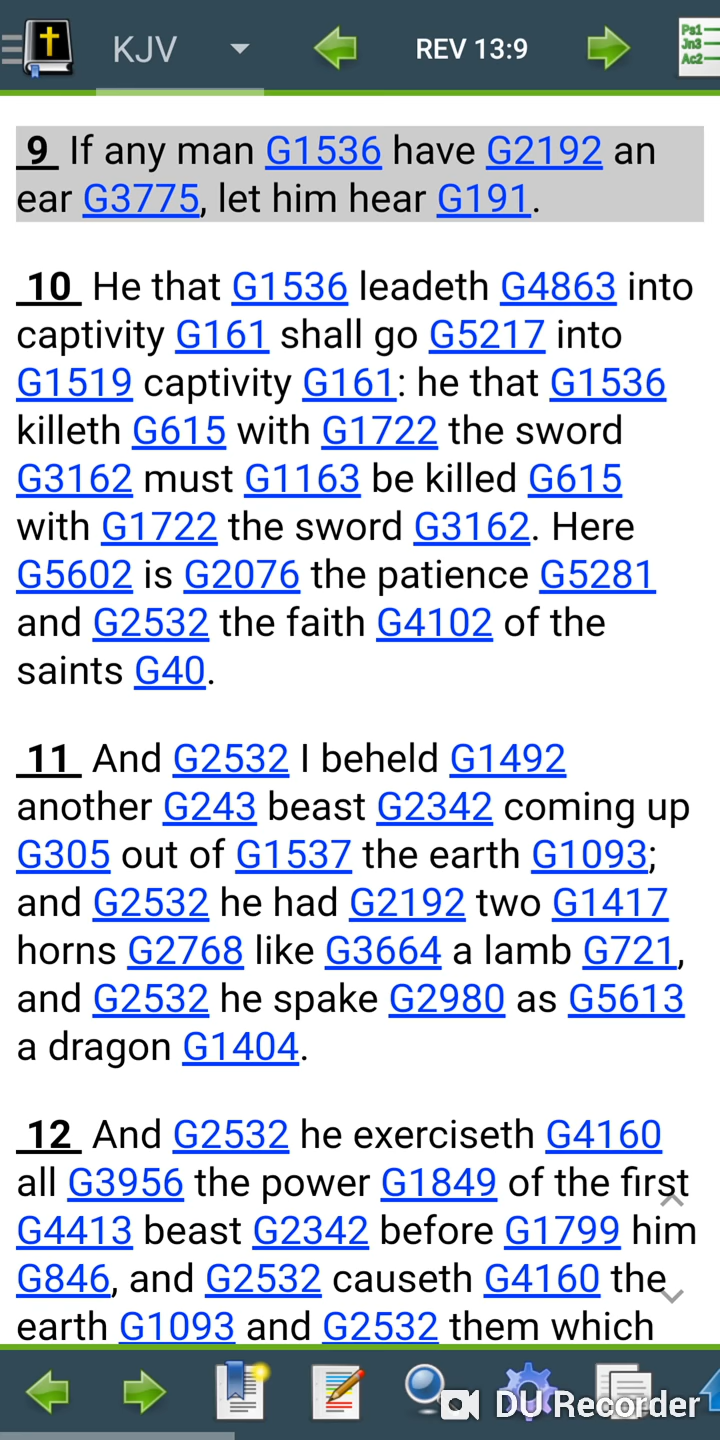 KJV REV 13:9 Ps1 Jn3 Ac2
9 If any man G1536 have G2192 an
ear G3775, let him hear G191.
10 He that G1536 leadeth G4863 into
captivity G161 shall go G5217 into
G1519 captivity G161: he that G1536
killeth G615 with G1722 the sword
G3162 must G1163 be killed G615
with G1722 the sword G3162. Here
G5602 is G2076 the patience G5281
and G2532 the faith G4102 of the
saints G40.
11 And G2532 I beheld G1492
another G243 beast G2342 coming up
G305 out of G1537 the earth G1093;
and G2532 he had G2192 two G1417
horns G2768 like G3664 a lamb G721,
and G2532 he spake G2980 as G5613
a dragon G1404.
12 And G2532 he exerciseth G4160
all G3956 the power G1849 of the first
G4413 beast G2342 before G1799 him
G846, and G2532 causeth G4160 the
earth G1093 and G2532 them which
DU Recorder